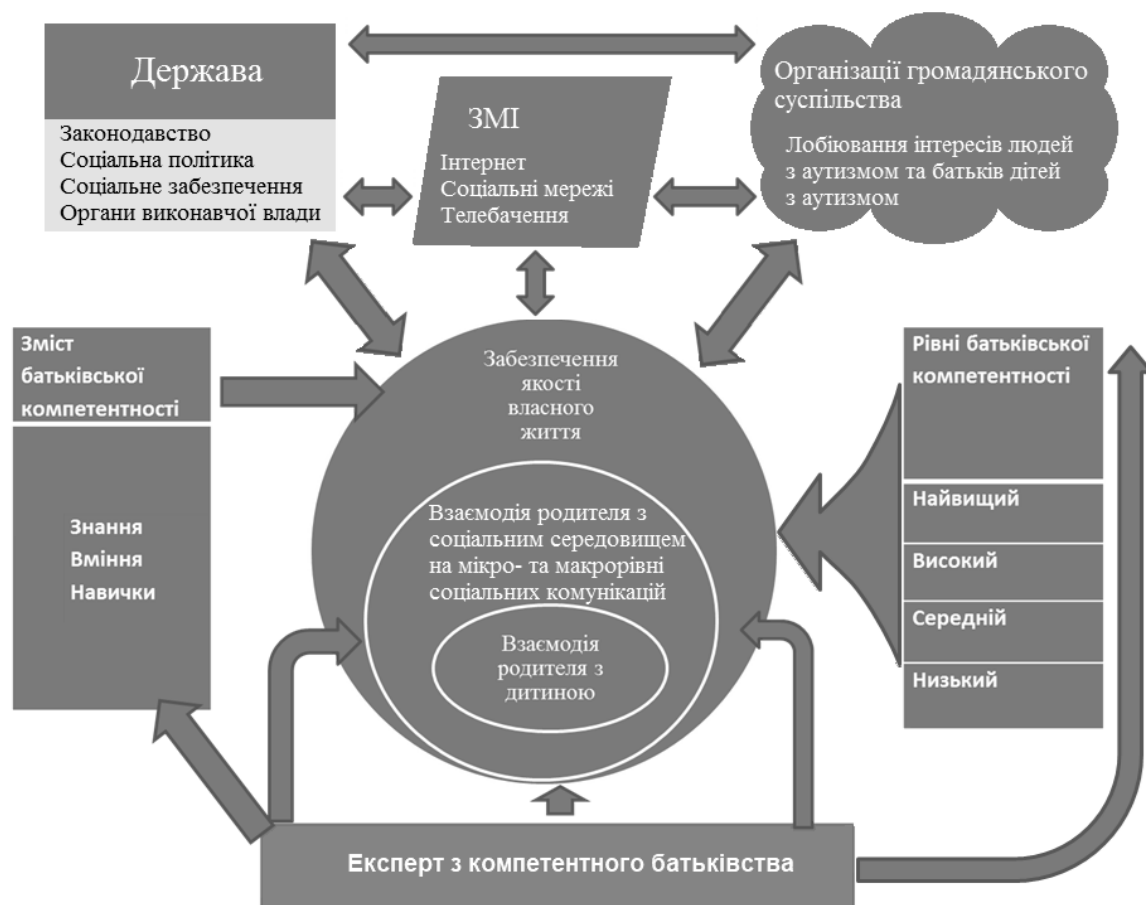 Держава
Законодавство
Соціальна політика
Соціальне забезпечення
Органи виконавчої влади
ЗМІ
Інтернет
Соціальні мережі
Телебачення
Організації громадянського
суспільства
Лобіювання інтересів людей
з аутизмом та батьків дітей
з аутизмом
Зміст
батьківської
компетентності
Знання
Вміння
Навички
Забезпечення
якості
власного
життя
Взаємодія родителя з
соціальним середовищем
на мікро- та макрорівні
соціальних комунікацій
Взаємодія
родителя з
дитиною
Рівні батьківської
компетентності
Найвищий
Високий
Середній
Низький
Експерт з компетентного батьківства